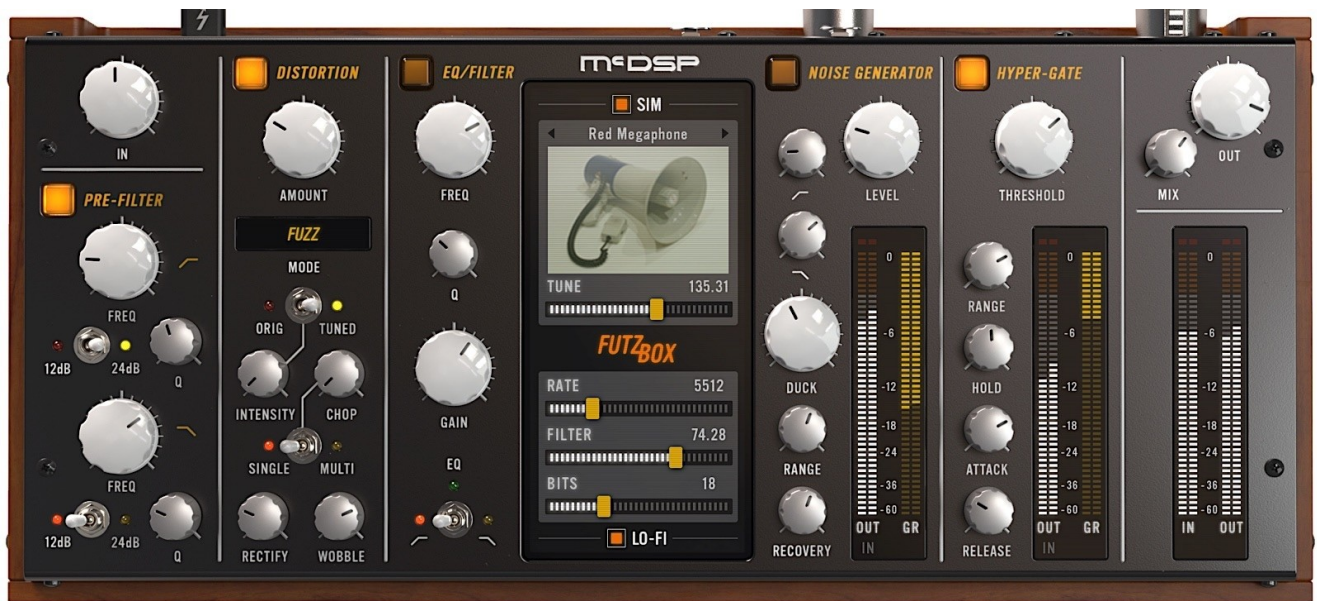 IN
PRE-FILTER
FREQ
12dB
24dB
Q
FREQ
12dB
24dB
Q
DISTORTION
AMOUNT
FUZZ
MODE
ORIG
TUNED
INTENSITY
CHOP
SINGLE
MULTI
RECTIFY
WOBBLE
EQ/FILTER
FREQ
Q
GAIN
EQ
McDSP
SIM
Red Megaphone
TUNE 135.31
FUTZBOX
RATE 5512
FILTER 74.28
BITS 18
LO-FI
NOISE GENERATOR
LEVEL
DUCK
RANGE
RECOVERY
0
-6
-12
-18
-24
-36
-60
OUT GR
IN
HYPER-GATE
THRESHOLD
RANGE
HOLD
ATTACK
RELEASE
0
-6
-12
-18
-24
-36
-60
OUT GR
IN
OUT
MIX
0
-6
-12
-18
-24
-36
-60
IN OUT